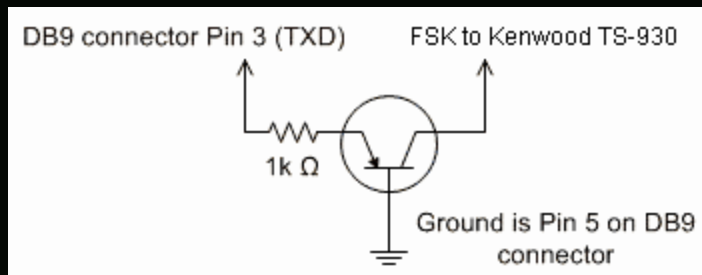 DB9 connector Pin 3 (TXD)
FSK to Kenwood TS-930
1k Ω
Ground is Pin 5 on DB9
connector